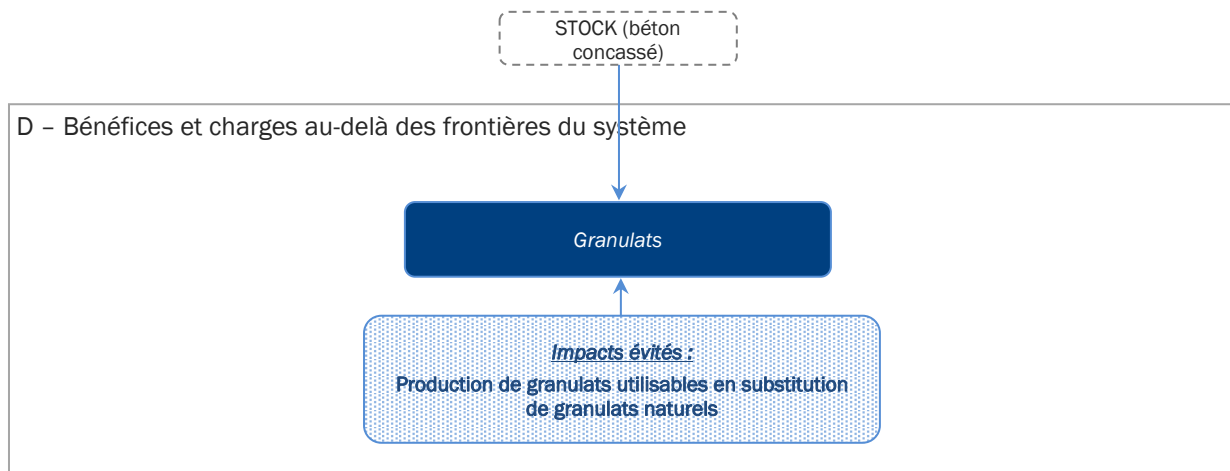 STOCK (béton
concassé)
D – Bénéfices et charges au-delà des frontières du système
Granulats
Impacts évités :
Production de granulats utilisables en substitution
de granulats naturels